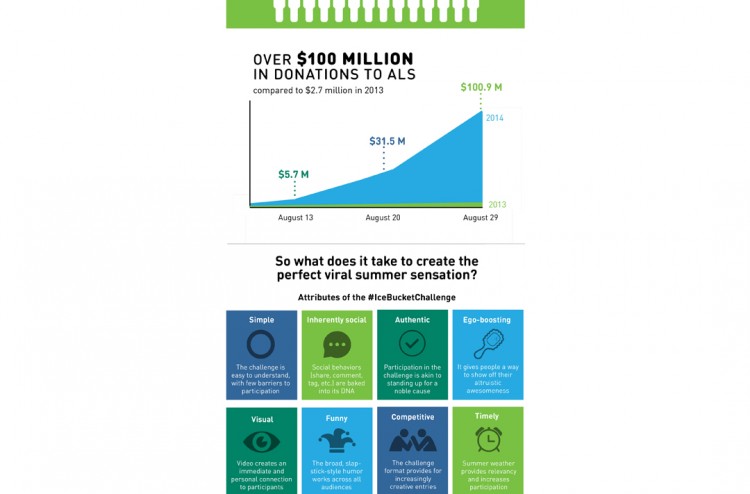 OVER $100 MILLION
IN DONATIONS TO ALS
compared to $2.7 million in 2013
$100.9 M
2014
$31.5 M
$5.7 M
2013
August 13
August 20
August 29
So what does it take to create the
perfect viral summer sensation?
Attributes of the #IceBucketChallenge
Simple
The challenge is
easy to understand,
with few barriers to
participation
Inherently social
Social behaviors
(share, comment,
tag, etc.) are baked
into its DNA
Authentic
Participation in
the challenge is akin to
standing up for a
noble cause
Ego-boosting
It gives people a way
to show off their
altruistic
awesomeness
Visual
Video creates an
immediate and
personal connection
to participants
Funny
The broad, slap-
stick-style humor
works across all
audiences
Competitive
The challenge
format provides for
increasingly
creative entries
Timely
Summer weather
provides relevancy
and increases
participation